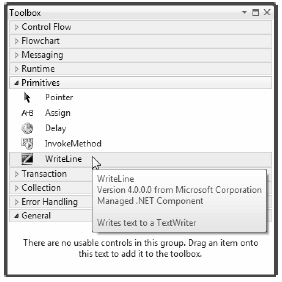 Toolbox
Control Flow
Flowchart
Messaging
Runtime
Primitives
Pointer
A+B Assign
Delay
InvokeMethod
WriteLine
Transaction
Collection
Error Handling
General
WriteLine
Version 4.0.0.0 from Microsoft Corporation
Managed .NET Component
Writes text to a TextWriter
There are no usable controls in this group. Drag an item onto
this text to add it to the toolbox.